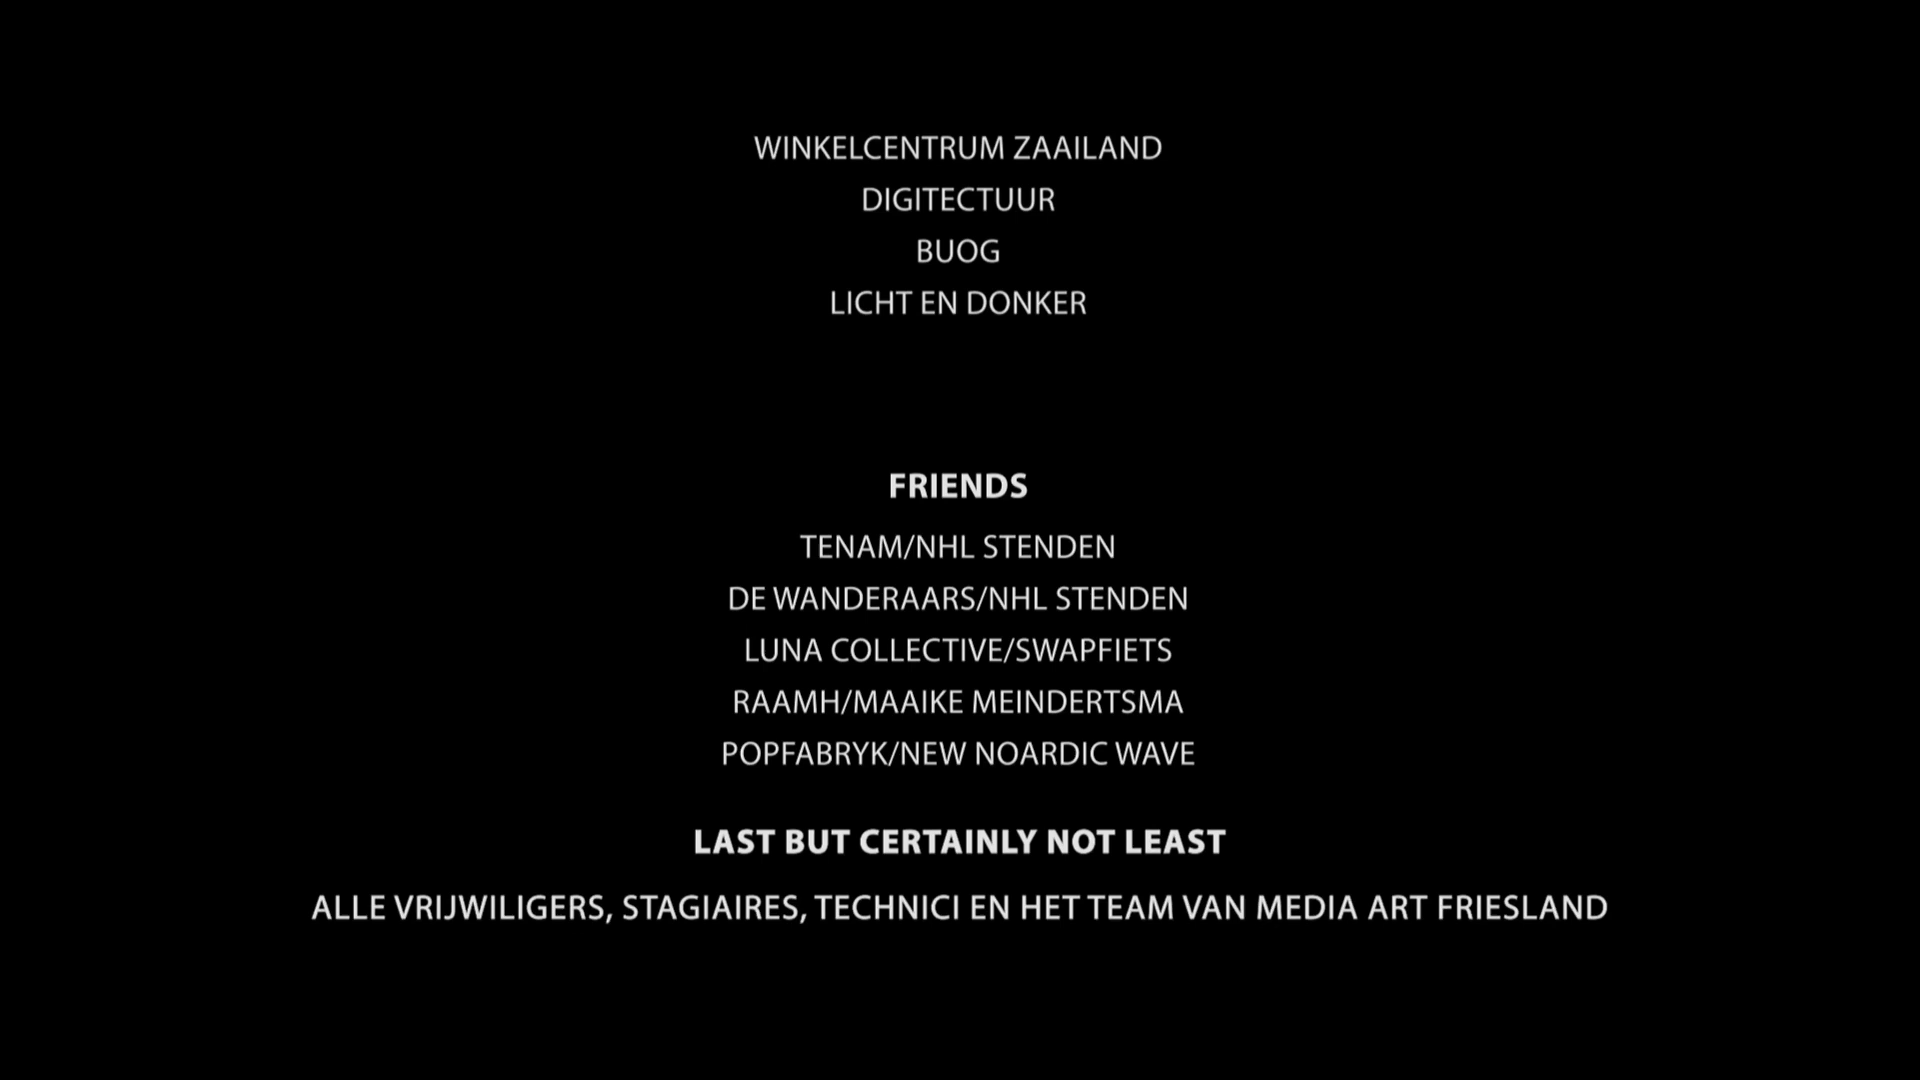 WINKELCENTRUM ZAAILAND
DIGITECTUUR
BUOG
LICHT EN DONKER
FRIENDS
TENAM/NHL STENDEN
DE WANDERAARS/NHL STENDEN
LUNA COLLECTIVE/SWAPFIETS
RAAMH/MAAIKE MEINDERTSMA
POPFABRYK/NEW NOARDIC WAVE
LAST BUT CERTAINLY NOT LEAST
ALLE VRIJWILIGERS, STAGIAIRES, TECHNICI EN HET TEAM VAN MEDIA ART FRIESLAND